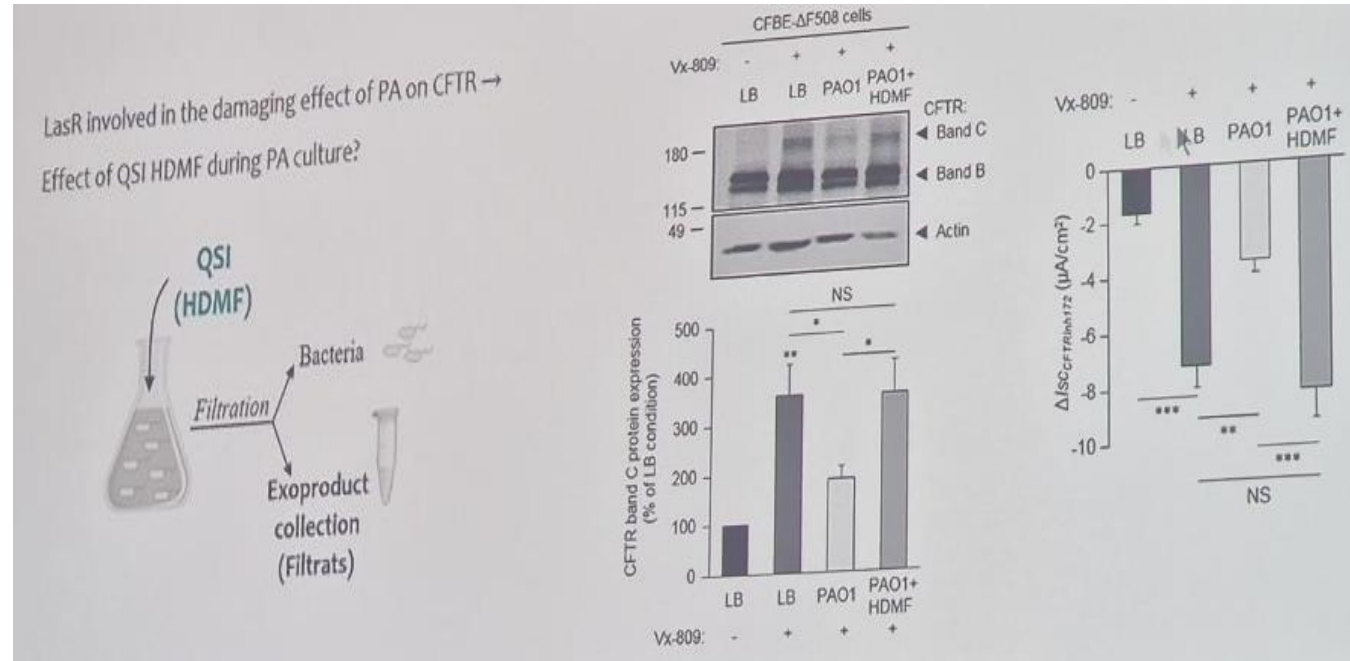 LasR involved in the damaging effect of PA on CFTR →
Effect of QSI HDMF during PA culture?
QSI
(HDMF)
Filtration
Bacteria
Exoproduct
collection
(Filtrats)
CFBE-ΔF508 cells
Vx-809: - + + +
LB LB PAO1 PAO1+
HDMF
CFTR:
180
Band C
Band B
115
49
Actin
CFTR band C protein expression
(% of LB condition)
500
400
300
200
100
0
NS
*
*
**
LB LB PAO1 PAO1+
HDMF
Vx-809: - + + +
Vx-809: - + + +
LB LB PAO1 PAO1+
HDMF
ΔIsc CFTRinh172 (µA/cm²)
0
-2
-4
-6
-8
-10
***
**
***
NS